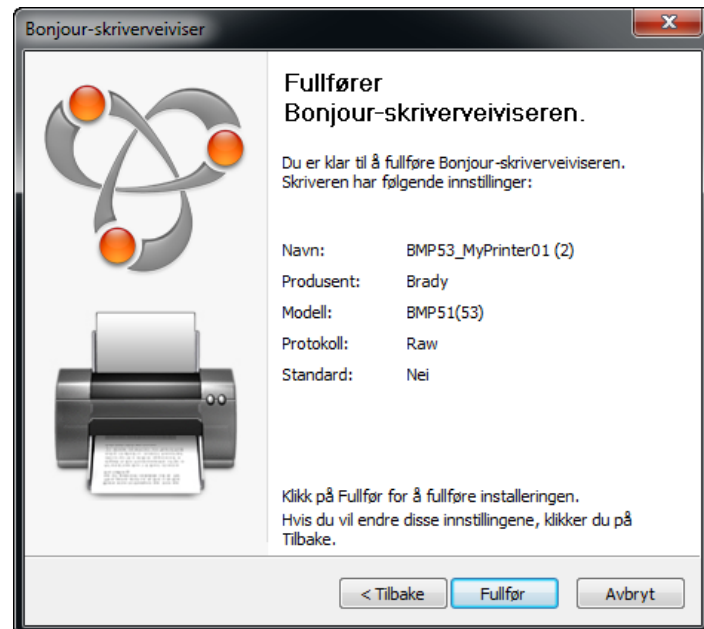 Bonjour-skriverveiviser
Fullfører
Bonjour-skriverveiviseren.
Du er klar til å fullføre Bonjour-skriverveiviseren.
Skriveren har følgende innstillinger:
Navn: BMP53_MyPrinter01 (2)
Produsent: Brady
Modell: BMP51(53)
Protokoll: Raw
Standard: Nei
Klikk på Fullfør for å fullføre installeringen.
Hvis du vil endre disse innstillingene, klikker du på
Tilbake.
< Tilbake Fullfør Avbryt